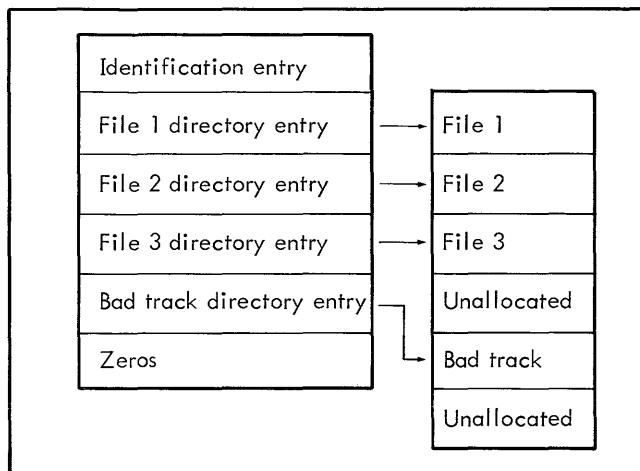 Identification entry
File 1 directory entry
File 2 directory entry
File 3 directory entry
Bad track directory entry
Zeros
File 1
File 2
File 3
Unallocated
Bad track
Unallocated